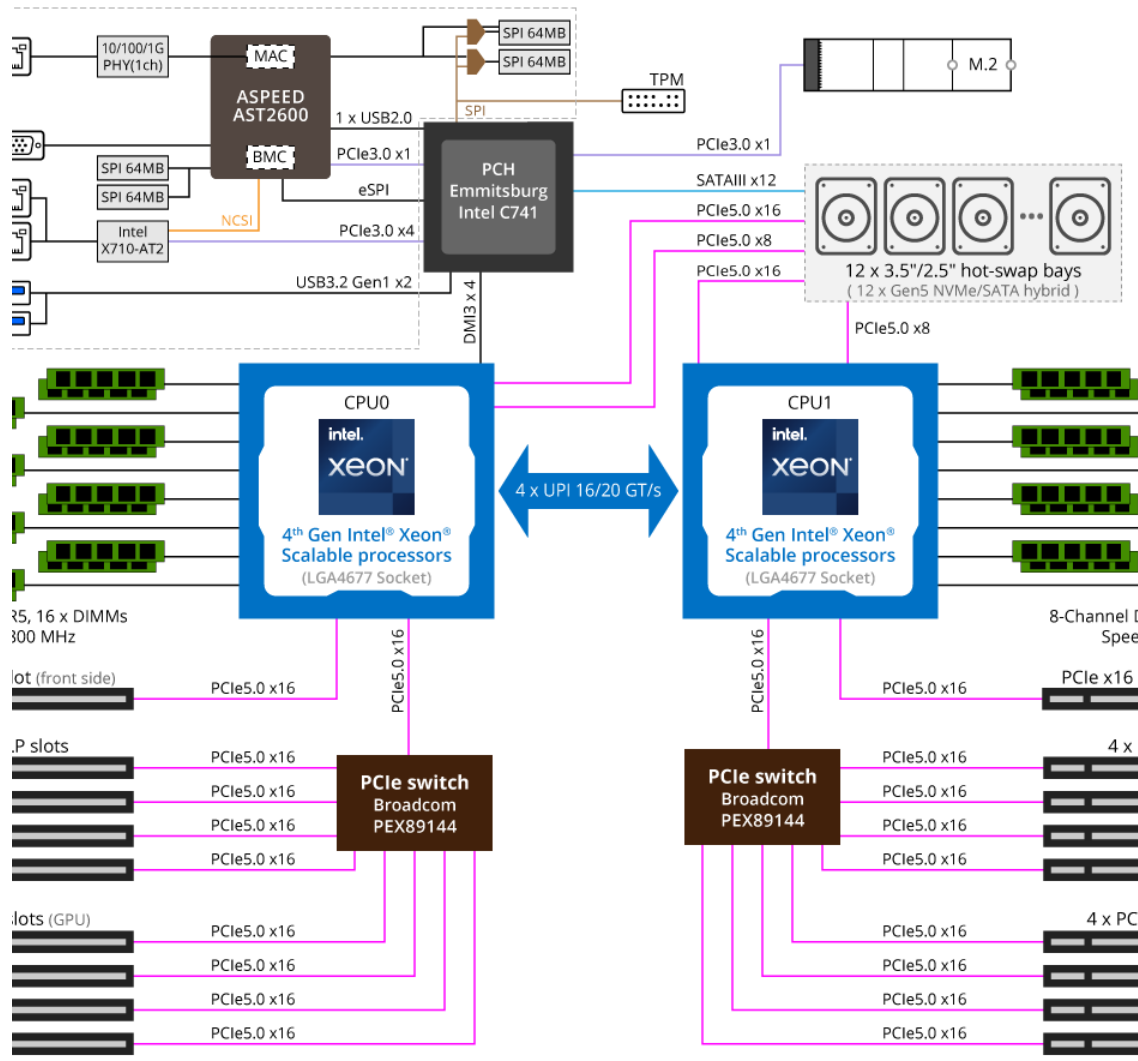 10/100/1G
PHY(1ch)
MAC
ASPEED
AST2600
BMC
SPI 64MB
SPI 64MB
SPI
TPM
M.2
1 x USB2.0
PCIe3.0 x1
eSPI
NCSI
PCIe3.0 x4
USB3.2 Gen1 x2
SPI 64MB
SPI 64MB
Intel
X710-AT2
PCH
Emmitsburg
Intel C741
DMI3 x 4
PCIe3.0 x1
SATAIII x12
PCIe5.0 x16
PCIe5.0 x8
PCIe5.0 x16
12 x 3.5"/2.5" hot-swap bays
( 12 x Gen5 NVMe/SATA hybrid )
PCIe5.0 x8
CPU0
intel.
xeon
4th Gen Intel® Xeon®
Scalable processors
(LGA4677 Socket)
4 x UPI 16/20 GT/s
CPU1
intel.
xeon
4th Gen Intel® Xeon®
Scalable processors
(LGA4677 Socket)
R5, 16 x DIMMs
800 MHz
8-Channel
Spee
lot (front side)
PCIe5.0 x16
PCIe5.0 x16
PCIe5.0 x16
PCIe5.0 x16
PCIe x16
LP slots
PCIe5.0 x16
PCIe5.0 x16
PCIe5.0 x16
PCIe5.0 x16
PCIe switch
Broadcom
PEX89144
PCIe switch
Broadcom
PEX89144
PCIe5.0 x16
PCIe5.0 x16
PCIe5.0 x16
PCIe5.0 x16
4 x
slots (GPU)
PCIe5.0 x16
PCIe5.0 x16
PCIe5.0 x16
PCIe5.0 x16
4 x PC
PCIe5.0 x16
PCIe5.0 x16
PCIe5.0 x16
PCIe5.0 x16